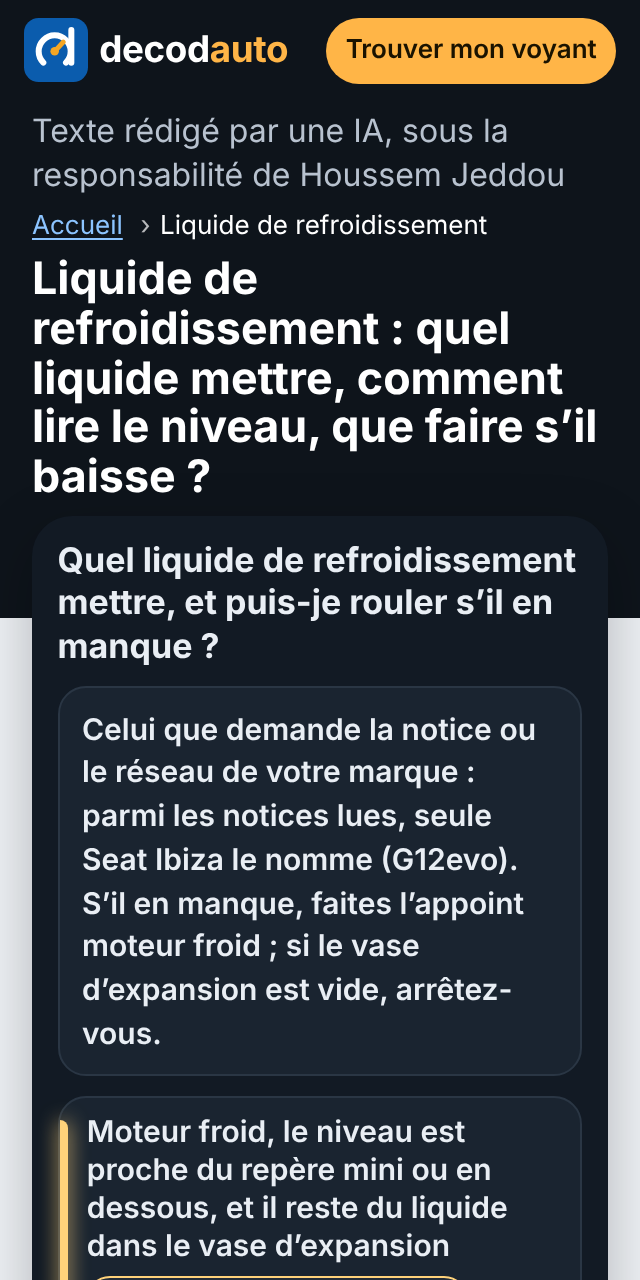 decodauto
Trouver mon voyant
Texte rédigé par une IA, sous la
responsabilité de Houssem Jeddou
Accueil › Liquide de refroidissement
Liquide de
refroidissement : quel
liquide mettre, comment
lire le niveau, que faire s’il
baisse ?
Quel liquide de refroidissement
mettre, et puis-je rouler s’il en
manque ?
Celui que demande la notice ou
le réseau de votre marque :
parmi les notices lues, seule
Seat Ibiza le nomme (G12evo).
S’il en manque, faites l’appoint
moteur froid ; si le vase
d’expansion est vide, arrêtez-
vous.
Moteur froid, le niveau est
proche du repère mini ou en
dessous, et il reste du liquide
dans le vase d’expansion